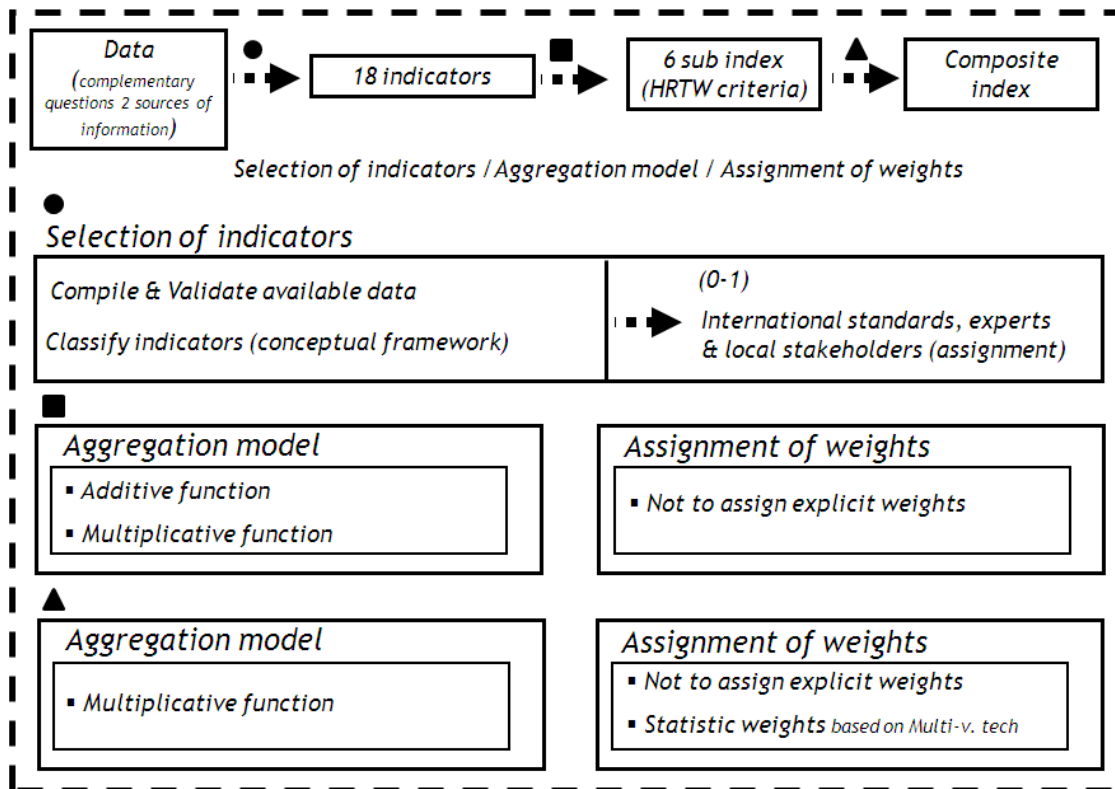 Data
(complementary
questions 2 sources of
information)
18 indicators
6 sub index
(HRTW criteria)
Composite
index
Selection of indicators / Aggregation model / Assignment of weights
Selection of indicators
Compile & Validate available data
Classify indicators (conceptual framework)
(0-1)
International standards, experts
& local stakeholders (assignment)
Aggregation model
▪ Additive function
▪ Multiplicative function
Assignment of weights
▪ Not to assign explicit weights
Aggregation model
▪ Multiplicative function
Assignment of weights
▪ Not to assign explicit weights
▪ Statistic weights based on Multi-v. tech